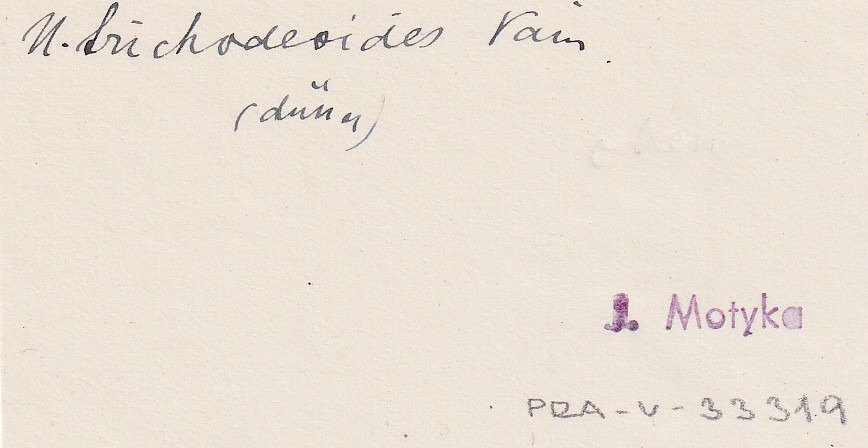 U. trichodeoides Vain.
(dünn)
J. Motyka
PRA-V-33319